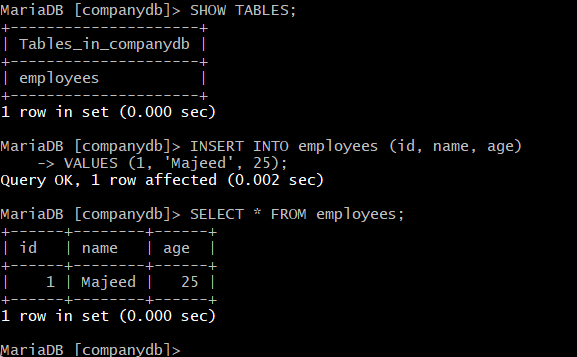 MariaDB [companydb]> SHOW TABLES;
+---------------------+
| Tables_in_companydb |
+---------------------+
| employees           |
+---------------------+
1 row in set (0.000 sec)
MariaDB [companydb]> INSERT INTO employees (id, name, age)
    -> VALUES (1, 'Majeed', 25);
Query OK, 1 row affected (0.002 sec)
MariaDB [companydb]> SELECT * FROM employees;
+------+--------+------+
| id   | name   | age  |
+------+--------+------+
|    1 | Majeed |   25 |
+------+--------+------+
1 row in set (0.000 sec)
MariaDB [companydb]>